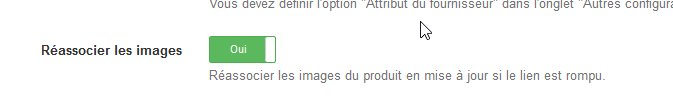 Vous devez définir l'option "Attribut du fournisseur" dans l'onglet "Autres
Réassocier les images
Oui
Réassocier les images du produit en mise à jour si le lien est rompu.